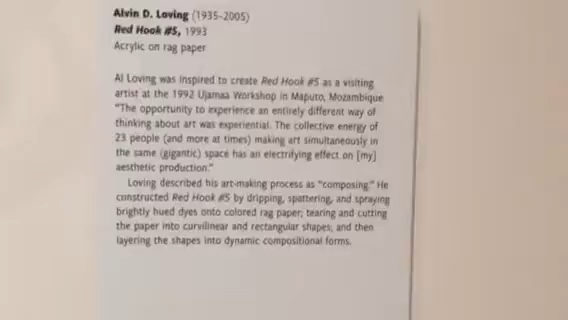 Alvin D. Loving (1935-2005)
Red Hook #5, 1993
Acrylic on rag paper
Al Loving was inspired to create Red Hook #5 as a visiting
artist at the 1992 Ujamaa Workshop in Maputo, Mozambique
"The opportunity to experience an entirely different way of
thinking about art was experiential. The collective energy of
23 people (and more at times) making art simultaneously in
the same (gigantic) space has an electrifying effect on [my]
aesthetic production."
Loving described his art-making process as "composing." He
constructed Red Hook #5 by dripping, spattering, and spraying
brightly hued dyes onto colored rag paper; tearing and cutting
the paper into curvilinear and rectangular shapes; and then
layering the shapes into dynamic compositional forms.